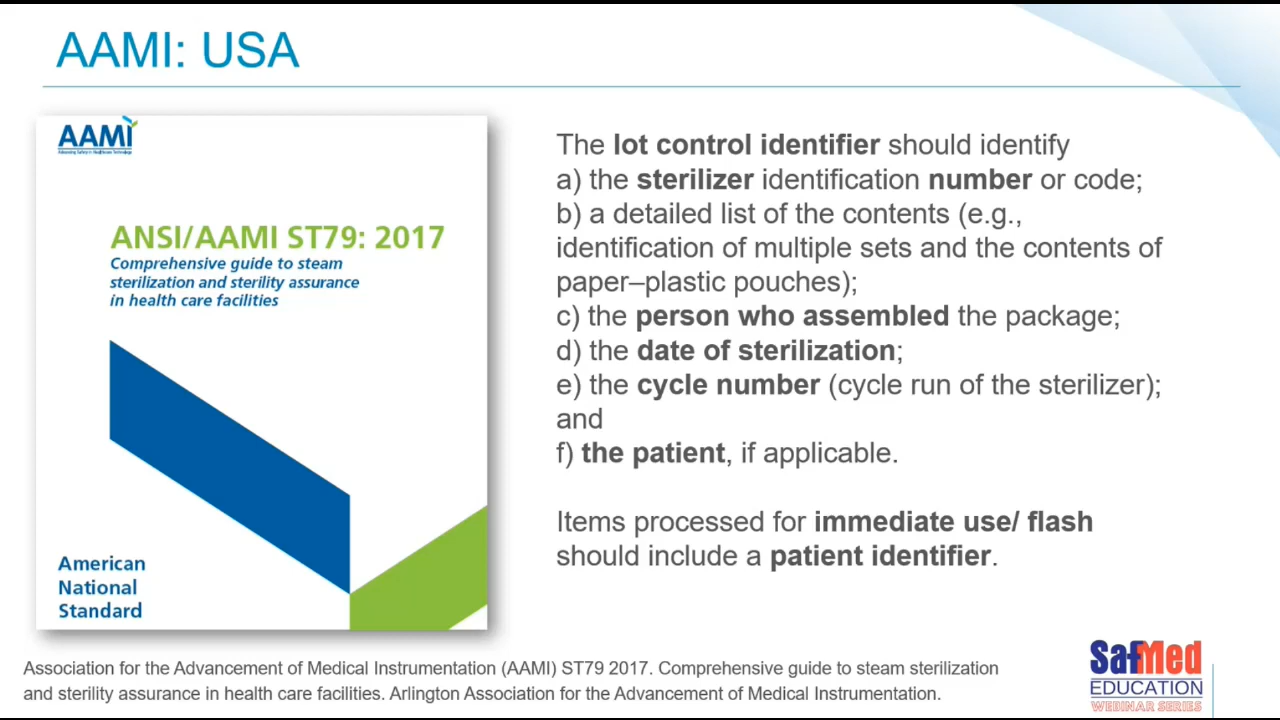 AAMI: USA
AAMI
Advancing Safety in Healthcare Technology
ANSI/AAMI ST79: 2017
Comprehensive guide to steam
sterilization and sterility assurance
in health care facilities
American
National
Standard
The lot control identifier should identify
a) the sterilizer identification number or code;
b) a detailed list of the contents (e.g.,
identification of multiple sets and the contents of
paper–plastic pouches);
c) the person who assembled the package;
d) the date of sterilization;
e) the cycle number (cycle run of the sterilizer);
and
f) the patient, if applicable.
Items processed for immediate use/ flash
should include a patient identifier.
Association for the Advancement of Medical Instrumentation (AAMI) ST79 2017. Comprehensive guide to steam sterilization
and sterility assurance in health care facilities. Arlington Association for the Advancement of Medical Instrumentation.
SafMed
EDUCATION
WEBINAR SERIES